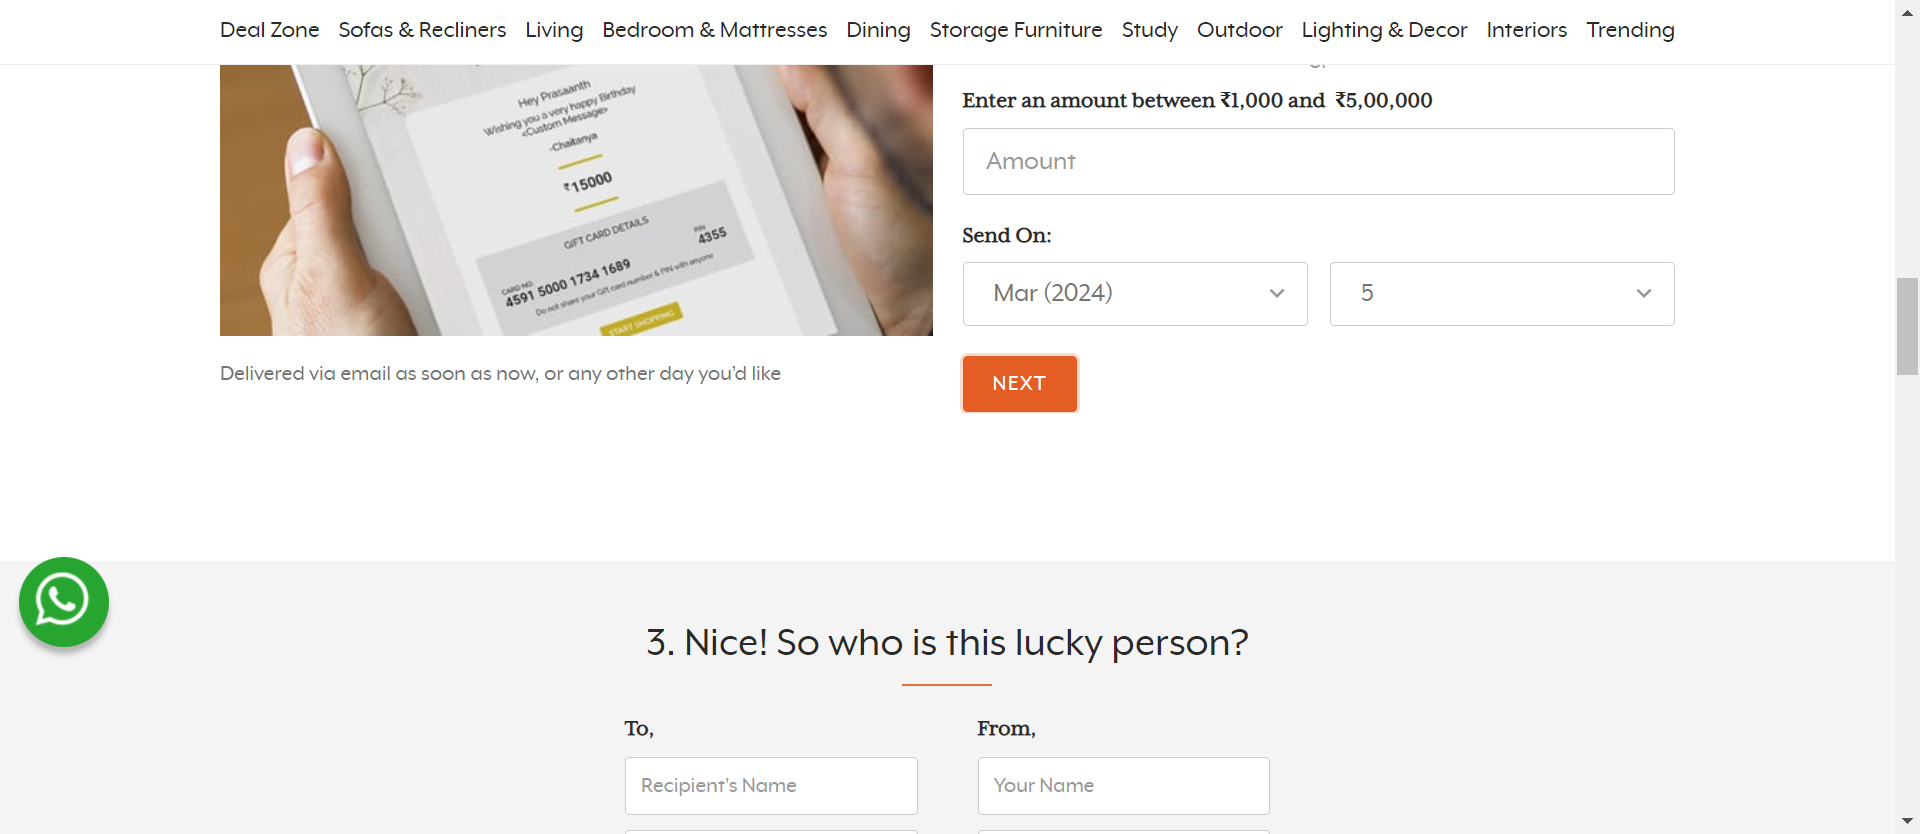 Deal Zone Sofas & Recliners Living Bedroom & Mattresses Dining Storage Furniture Study Outdoor Lighting & Decor Interiors Trending
Hey Prasaanth
Wishing you a very happy Birthday
<Custom Message>
-Chaitanya
₹15000
GIFT CARD DETAILS
CARD NO
4591 5000 1734 1689
PIN
4355
Do not share your Gift card number & PIN with anyone
START SHOPPING
Delivered via email as soon as now, or any other day you’d like
Enter an amount between ₹1,000 and ₹5,00,000
Amount
Send On:
Mar (2024) 5
NEXT
3. Nice! So who is this lucky person?
To, From,
Recipient's Name Your Name